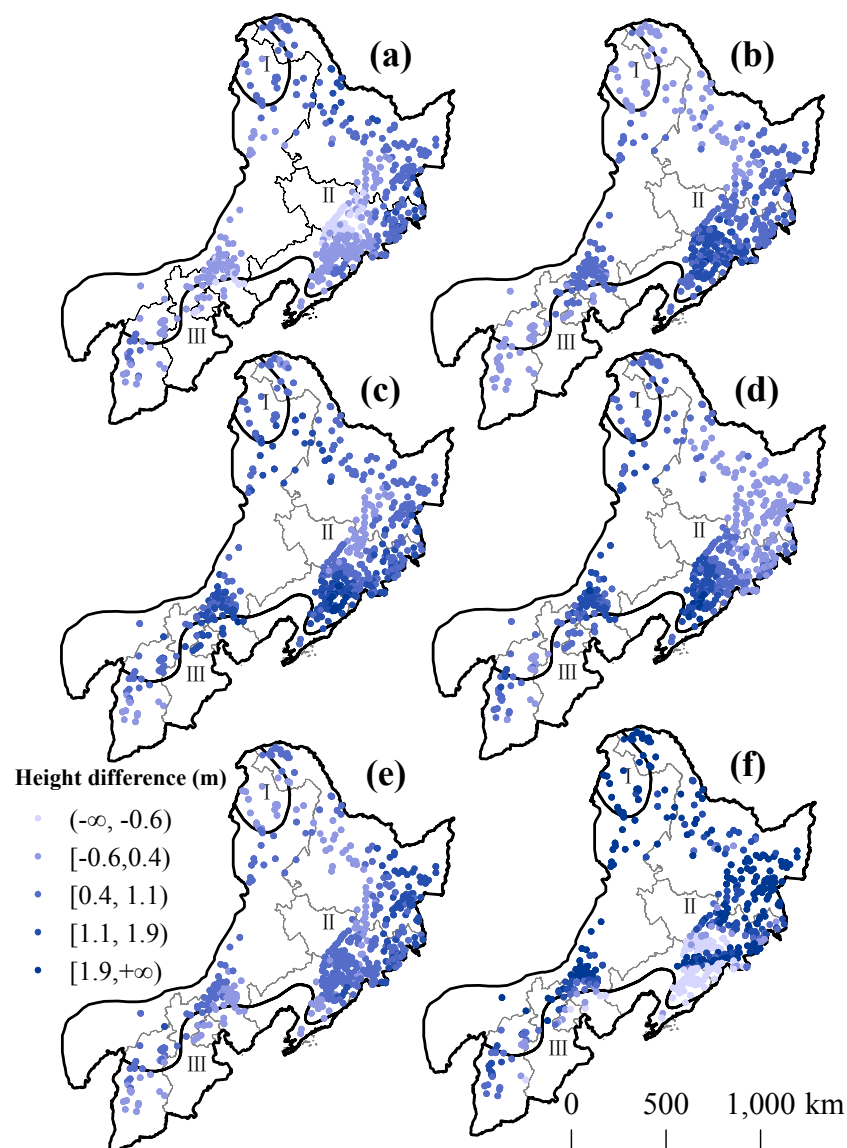 (a)
(b)
I
I
II
II
III
III
(c)
(d)
I
I
II
II
III
III
(e)
(f)
Height difference (m)
(-∞, -0.6)
[-0.6,0.4)
[0.4, 1.1)
[1.1, 1.9)
[1.9,+∞)
I
I
II
II
III
III
0 500 1,000 km